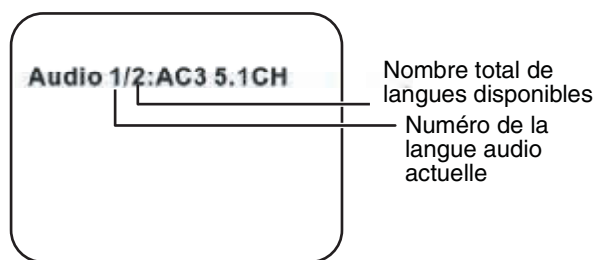 Audio 1/2:AC3 5.1CH
Nombre total de
langues disponibles
Numéro de la
langue audio
actuelle